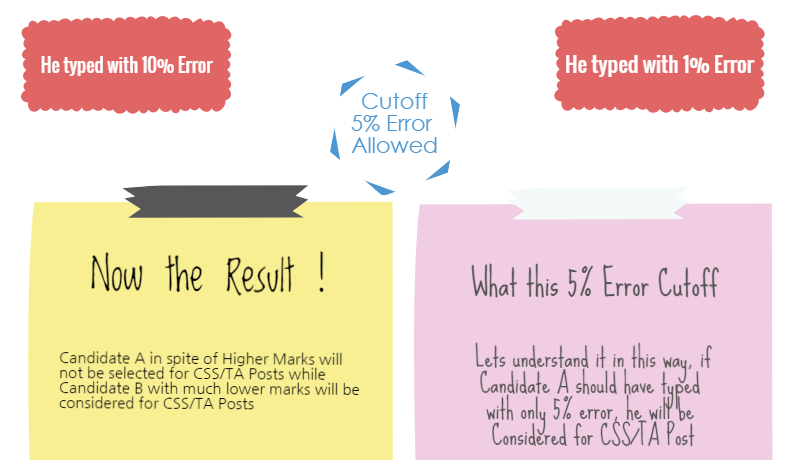 He typed with 10% Error
He typed with 1% Error
Cutoff
5% Error
Allowed
Now the Result !
Candidate A in spite of Higher Marks will
not be selected for CSS/TA Posts while
Candidate B with much lower marks will be
considered for CSS/TA Posts
What this 5% Error Cutoff
Lets understand it in this way, if
Candidate A should have typed
with only 5% error, he will be
Considered for CSS/TA Post